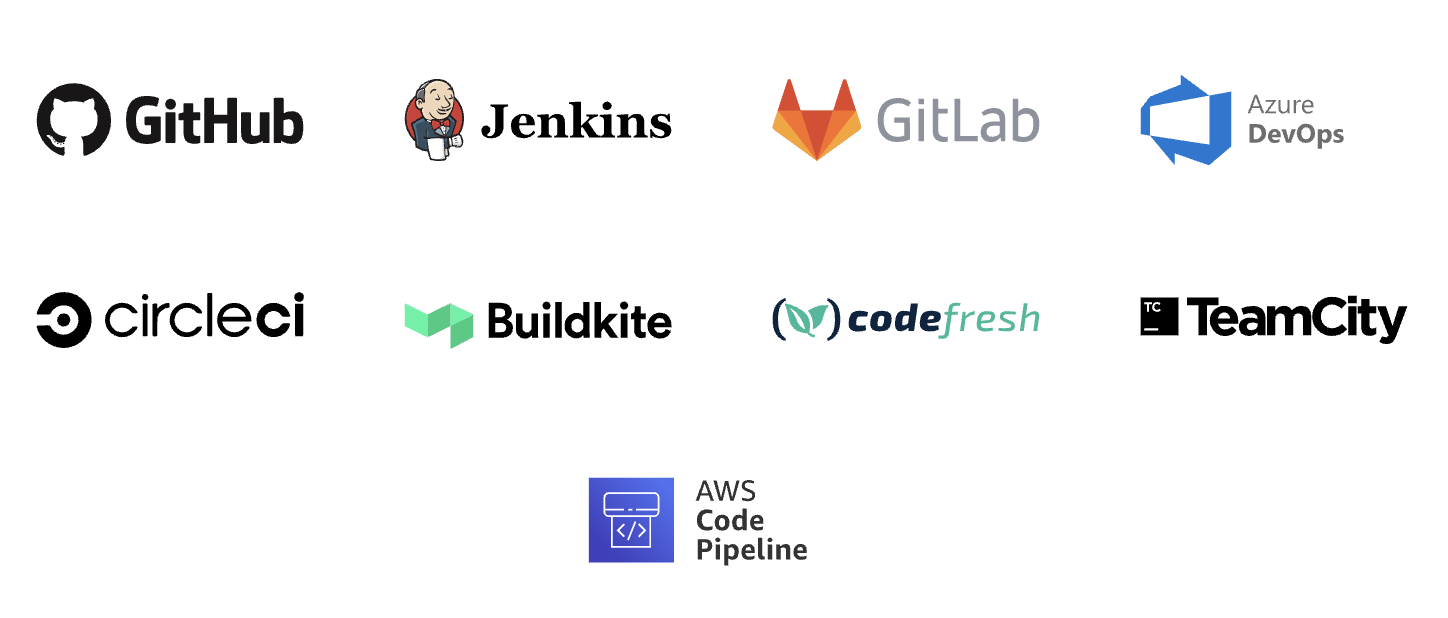 GitHub
Jenkins
GitLab
Azure
DevOps
circleci
Buildkite
codefresh
TC
TeamCity
</>
AWS
Code
Pipeline